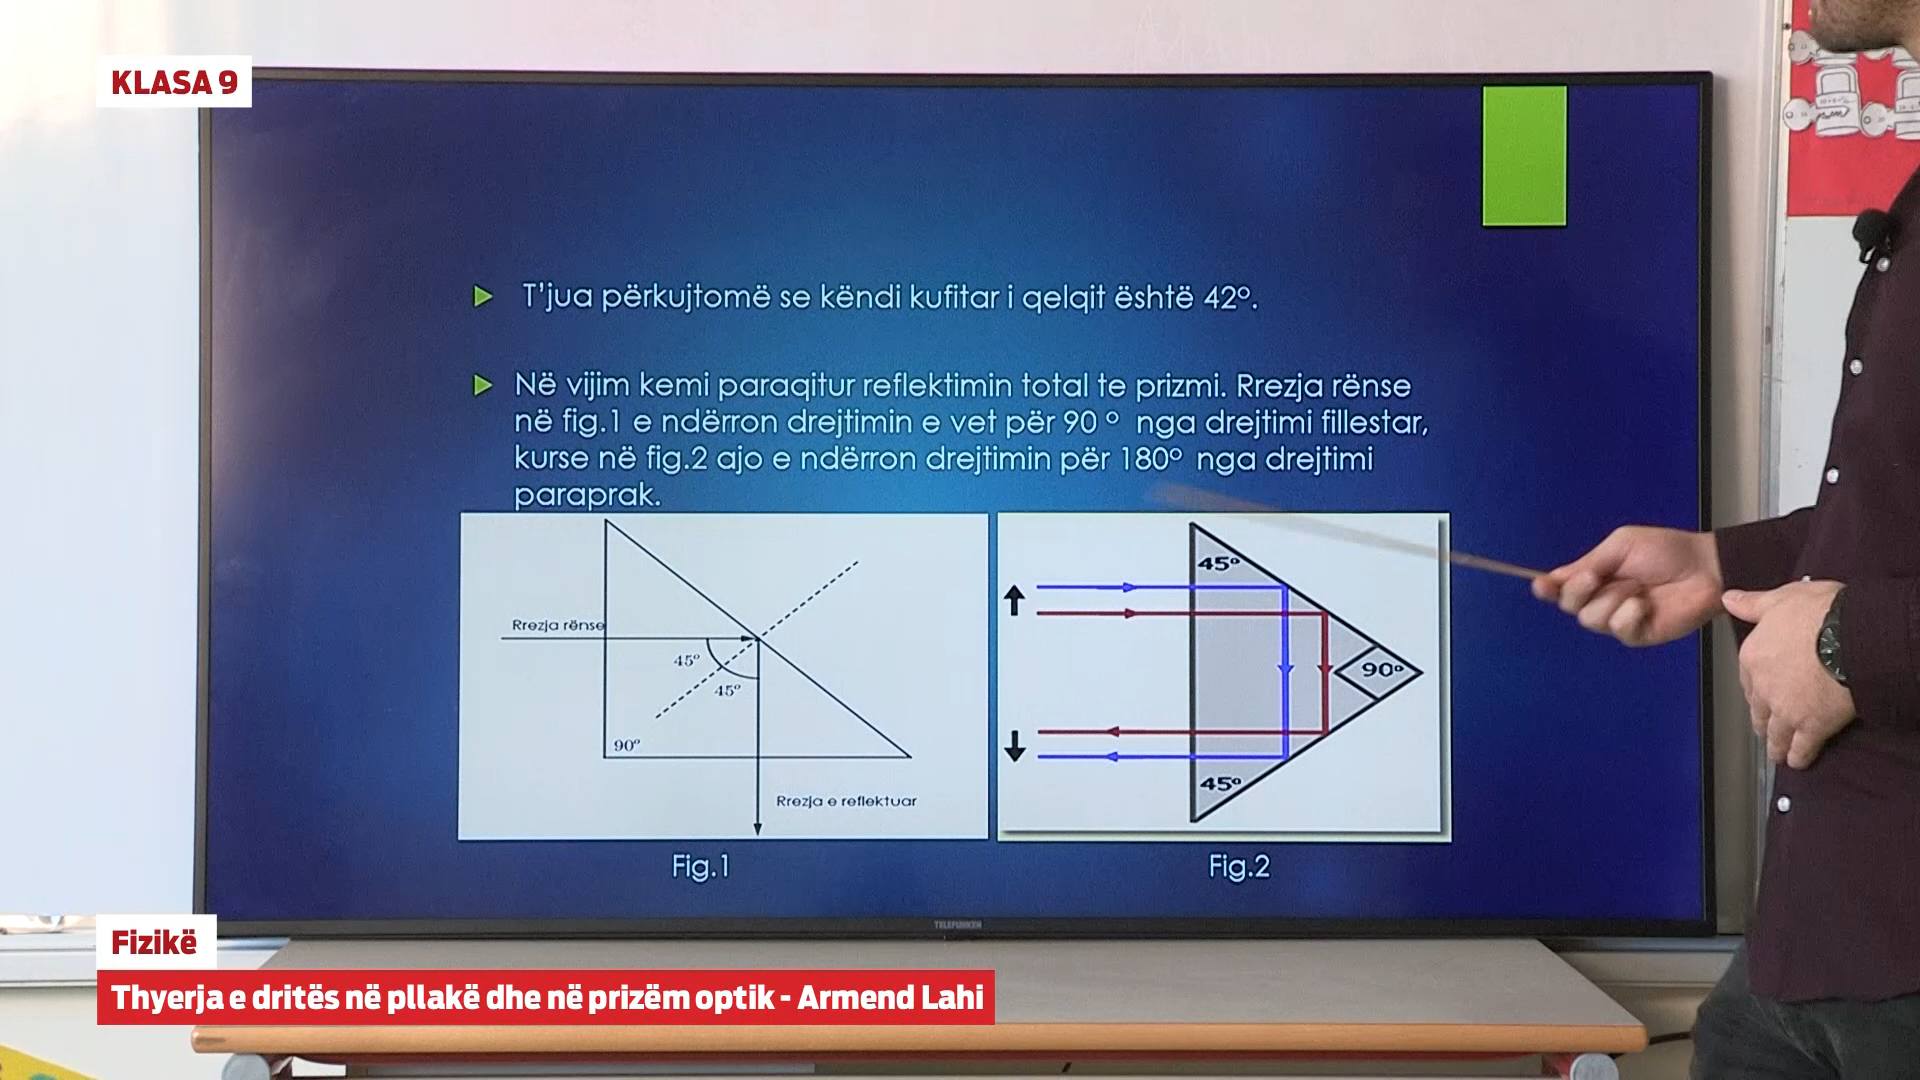 KLASA 9
T'jua përkujtomë se këndi kufitar i qelqit është 42°.
Në vijim kemi paraqitur reflektimin total te prizmi. Rrezja rënse
në fig.1 e ndërron drejtimin e vet për 90 ° nga drejtimi fillestar,
kurse në fig.2 ajo e ndërron drejtimin për 180° nga drejtimi
paraprak.
Rrezja rënse
45°
45°
90°
Rrezja e reflektuar
45°
90°
45°
Fig.1
Fig.2
TELEFUNKEN
Fizikë
Thyerja e dritës në pllakë dhe në prizëm optik - Armend Lahi